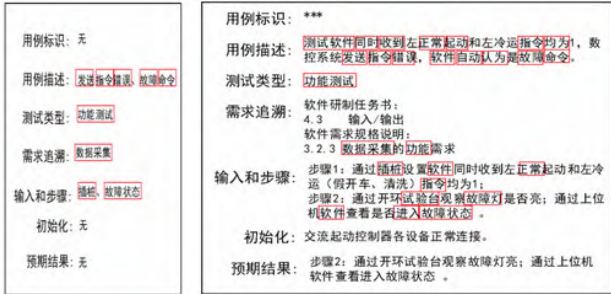 用例标识：无
用例描述：发送指令错误、故障命令
测试类型：功能测试
需求追溯：数据采集
输入和步骤：插桩、故障状态
初始化：无
预期结果：无
用例标识：***
用例描述：测试软件同时收到左正常起动和左冷运指令均为1，数
控系统发送指令错误，软件自动认为是故障命令。
测试类型：功能测试
需求追溯：软件研制任务书：
4.3 输入/输出
软件需求规格说明：
3.2.3 数据采集的功能需求
输入和步骤：步骤1：通过插桩设置软件同时收到左正常起动和左冷
运（假开车、清洗）指令均为1；
步骤2：通过开环试验台观察故障灯是否亮；通过上位
机软件查看是否进入故障状态 。
初始化：交流起动控制器各设备正常连接。
预期结果：步骤2：通过开环试验台观察故障灯亮；通过上位机
软件查看进入故障状态 。